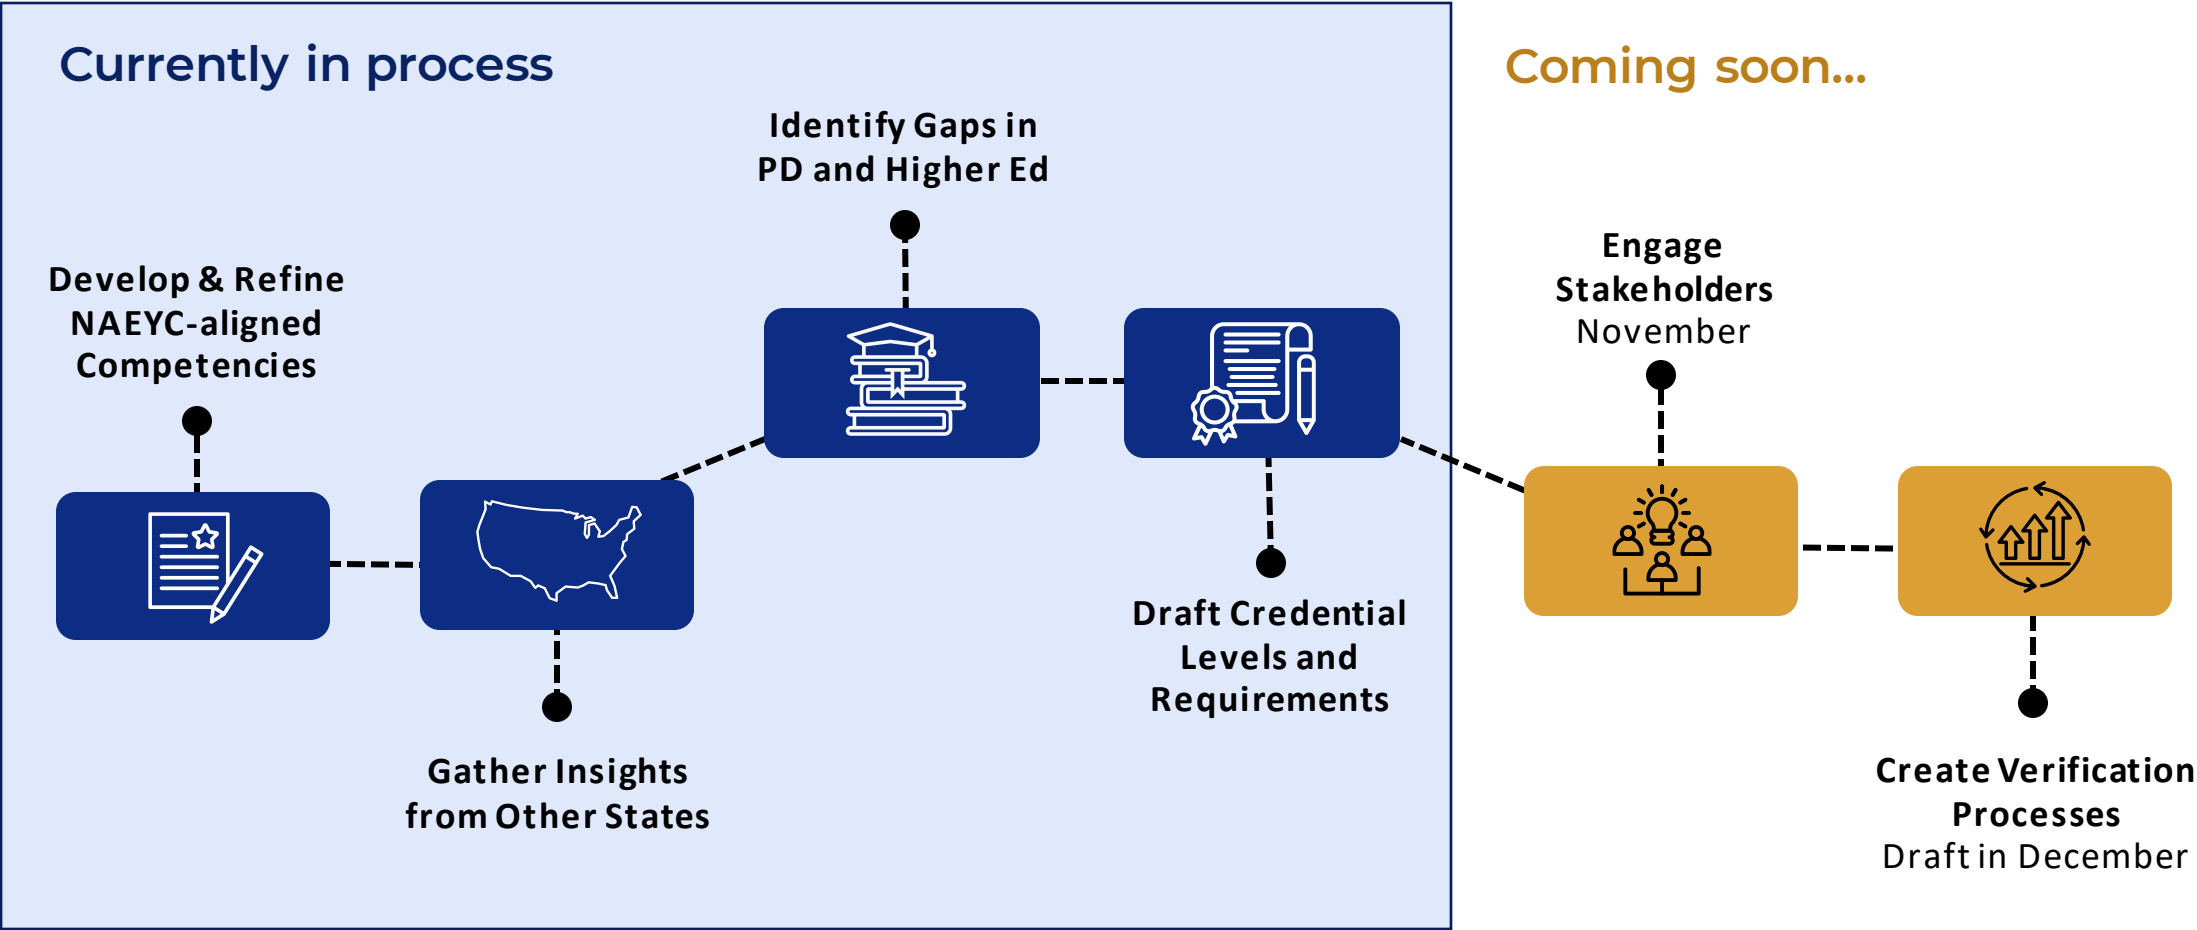 Currently in process
Develop & Refine
NAEYC-aligned
Competencies
Gather Insights
from Other States
Identify Gaps in
PD and Higher Ed
Draft Credential
Levels and
Requirements
Coming soon...
Engage
Stakeholders
November
Create Verification
Processes
Draft in December